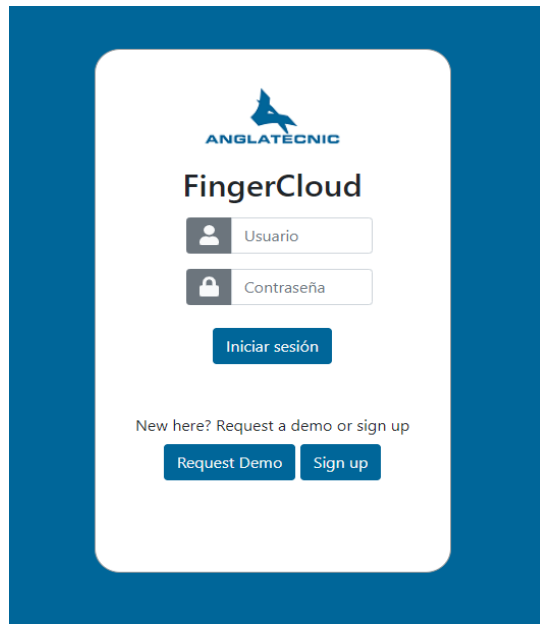 ANGLATECNIC
FingerCloud
Usuario
Contraseña
Iniciar sesión
New here? Request a demo or sign up
Request Demo Sign up